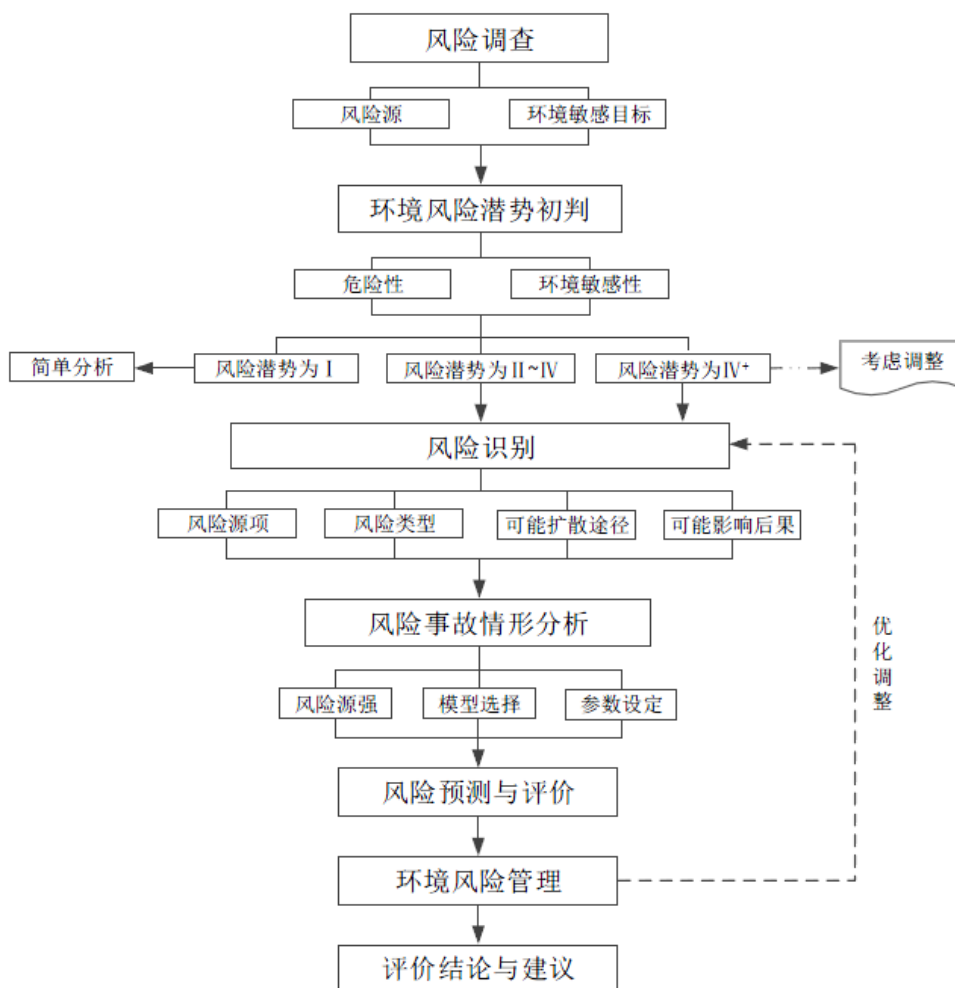 风险调查
风险源
环境敏感目标
环境风险潜势初判
危险性
环境敏感性
简单分析
风险潜势为Ⅰ
风险潜势为Ⅱ~Ⅳ
风险潜势为Ⅳ⁺
考虑调整
风险识别
风险源项
风险类型
可能扩散途径
可能影响后果
风险事故情形分析
优化调整
风险源强
模型选择
参数设定
风险预测与评价
环境风险管理
评价结论与建议